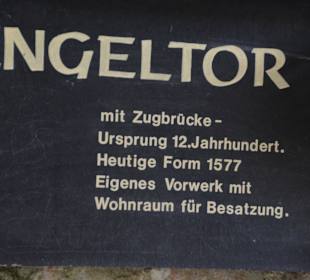 NGELTOR
mit Zugbrücke -
Ursprung 12.Jahrhundert.
Heutige Form 1577
Eigenes Vorwerk mit
Wohnraum für Besatzung.